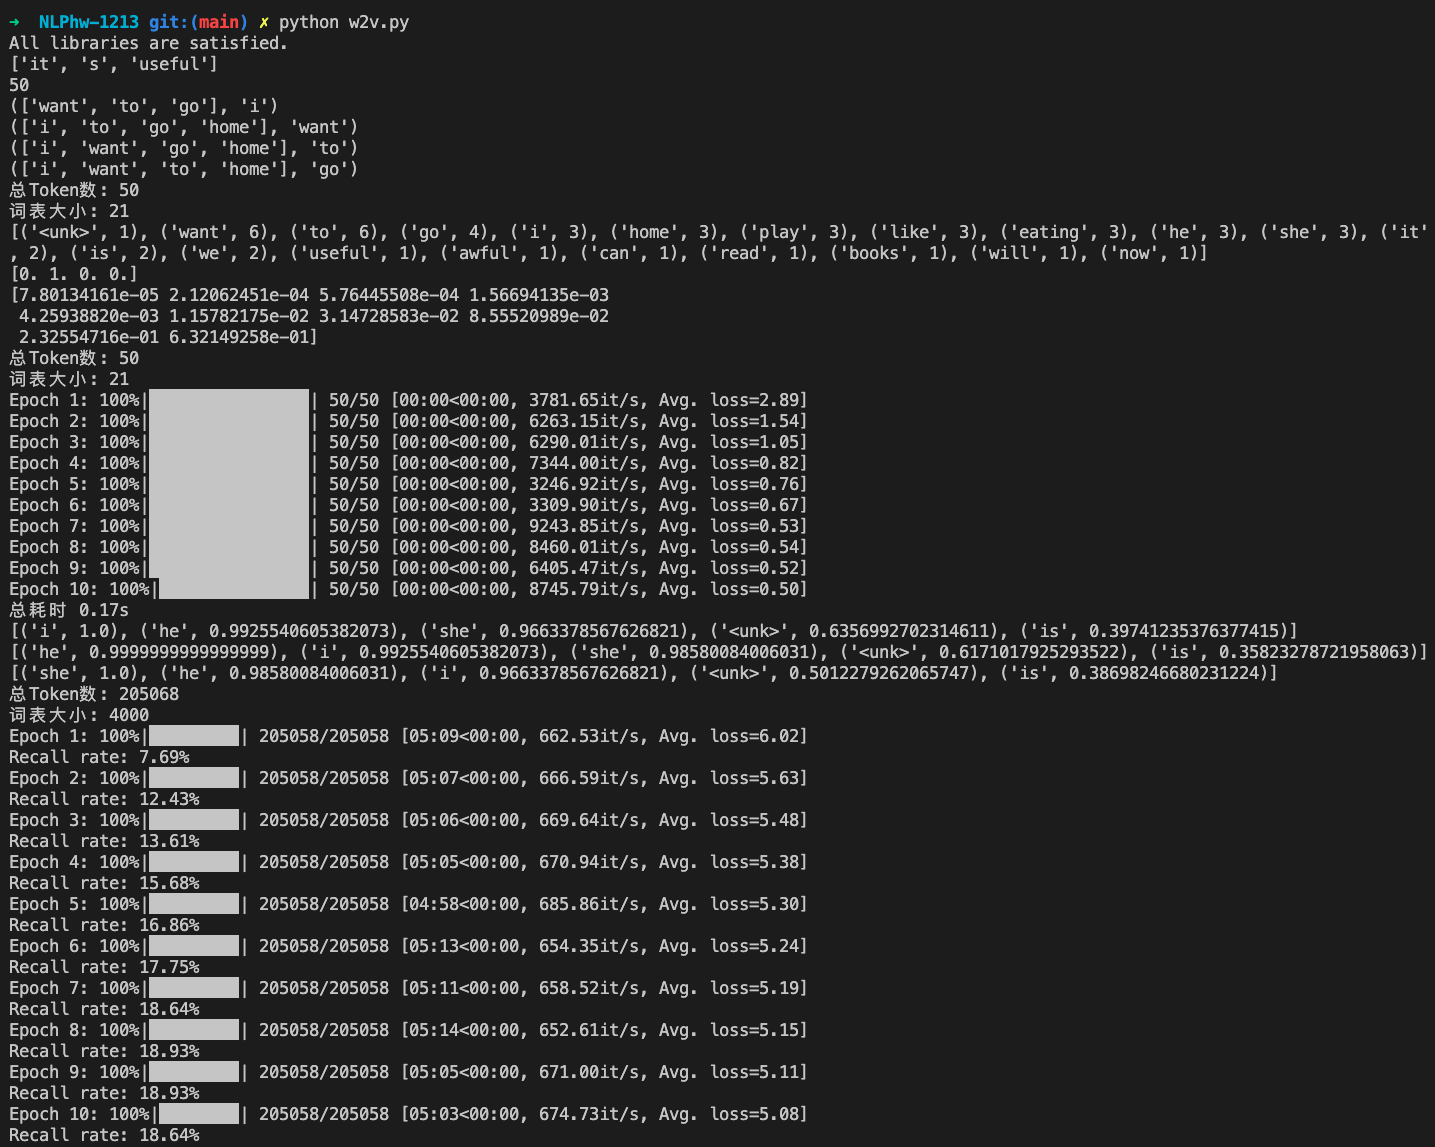 ➜  NLPhw-1213 git:(main) ✗ python w2v.py
All libraries are satisfied.
['it', 's', 'useful']
50
(['want', 'to', 'go'], 'i')
(['i', 'to', 'go', 'home'], 'want')
(['i', 'want', 'go', 'home'], 'to')
(['i', 'want', 'to', 'home'], 'go')
总Token数: 50
词表大小: 21
[('<unk>', 1), ('want', 6), ('to', 6), ('go', 4), ('i', 3), ('home', 3), ('play', 3), ('like', 3), ('eating', 3), ('he', 3), ('she', 3), ('it'
, 2), ('is', 2), ('we', 2), ('useful', 1), ('awful', 1), ('can', 1), ('read', 1), ('books', 1), ('will', 1), ('now', 1)]
[0. 1. 0. 0.]
[7.80134161e-05 2.12062451e-04 5.76445508e-04 1.56694135e-03
 4.25938820e-03 1.15782175e-02 3.14728583e-02 8.55520989e-02
 2.32554716e-01 6.32149258e-01]
总Token数: 50
词表大小: 21
Epoch 1: 100%|████████████████| 50/50 [00:00<00:00, 3781.65it/s, Avg. loss=2.89]
Epoch 2: 100%|████████████████| 50/50 [00:00<00:00, 6263.15it/s, Avg. loss=1.54]
Epoch 3: 100%|████████████████| 50/50 [00:00<00:00, 6290.01it/s, Avg. loss=1.05]
Epoch 4: 100%|████████████████| 50/50 [00:00<00:00, 7344.00it/s, Avg. loss=0.82]
Epoch 5: 100%|████████████████| 50/50 [00:00<00:00, 3246.92it/s, Avg. loss=0.76]
Epoch 6: 100%|████████████████| 50/50 [00:00<00:00, 3309.90it/s, Avg. loss=0.67]
Epoch 7: 100%|████████████████| 50/50 [00:00<00:00, 9243.85it/s, Avg. loss=0.53]
Epoch 8: 100%|████████████████| 50/50 [00:00<00:00, 8460.01it/s, Avg. loss=0.54]
Epoch 9: 100%|████████████████| 50/50 [00:00<00:00, 6405.47it/s, Avg. loss=0.52]
Epoch 10: 100%|███████████████| 50/50 [00:00<00:00, 8745.79it/s, Avg. loss=0.50]
总耗时 0.17s
[('i', 1.0), ('he', 0.9925540605382073), ('she', 0.9663378567626821), ('<unk>', 0.6356992702314611), ('is', 0.39741235376377415)]
[('he', 0.9999999999999999), ('i', 0.9925540605382073), ('she', 0.98580084006031), ('<unk>', 0.6171017925293522), ('is', 0.35823278721958063)]
[('she', 1.0), ('he', 0.98580084006031), ('i', 0.9663378567626821), ('<unk>', 0.5012279262065747), ('is', 0.38698246680231224)]
总Token数: 205068
词表大小: 4000
Epoch 1: 100%|█████████| 205058/205058 [05:09<00:00, 662.53it/s, Avg. loss=6.02]
Recall rate: 7.69%
Epoch 2: 100%|█████████| 205058/205058 [05:07<00:00, 666.59it/s, Avg. loss=5.63]
Recall rate: 12.43%
Epoch 3: 100%|█████████| 205058/205058 [05:06<00:00, 669.64it/s, Avg. loss=5.48]
Recall rate: 13.61%
Epoch 4: 100%|█████████| 205058/205058 [05:05<00:00, 670.94it/s, Avg. loss=5.38]
Recall rate: 15.68%
Epoch 5: 100%|█████████| 205058/205058 [04:58<00:00, 685.86it/s, Avg. loss=5.30]
Recall rate: 16.86%
Epoch 6: 100%|█████████| 205058/205058 [05:13<00:00, 654.35it/s, Avg. loss=5.24]
Recall rate: 17.75%
Epoch 7: 100%|█████████| 205058/205058 [05:11<00:00, 658.52it/s, Avg. loss=5.19]
Recall rate: 18.64%
Epoch 8: 100%|█████████| 205058/205058 [05:14<00:00, 652.61it/s, Avg. loss=5.15]
Recall rate: 18.93%
Epoch 9: 100%|█████████| 205058/205058 [05:05<00:00, 671.00it/s, Avg. loss=5.11]
Recall rate: 18.93%
Epoch 10: 100%|████████| 205058/205058 [05:03<00:00, 674.73it/s, Avg. loss=5.08]
Recall rate: 18.64%